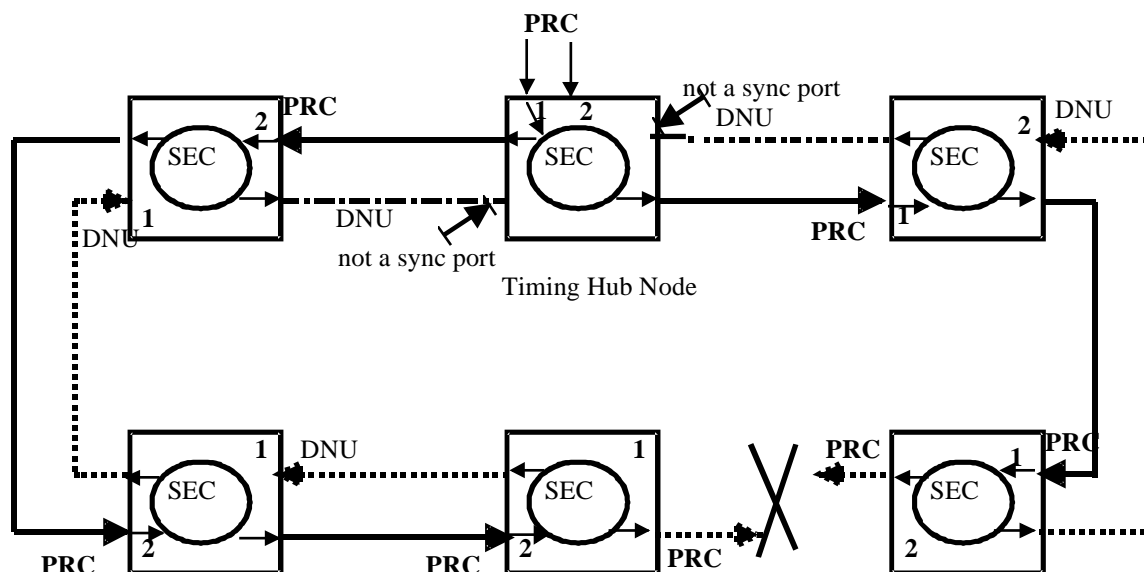 PRC
not a sync port
PRC
1
2
DNU
DNU
2
2
SEC
SEC
SEC
1
DNU
DNU
1
PRC
not a sync port
Timing Hub Node
1
DNU
1
PRC
PRC
1
SEC
SEC
SEC
2
2
2
PRC
PRC
PRC